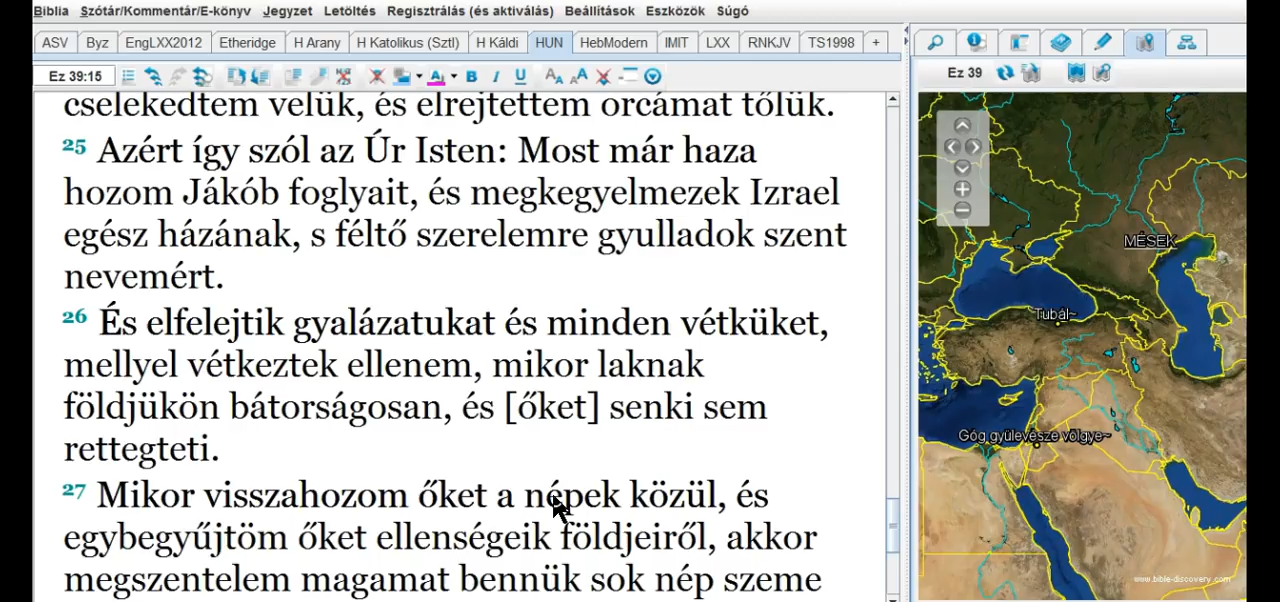 Biblia Szótár/Kommentár/E-könyv Jegyzet Letöltés Regisztrálás (és aktiválás) Beállítások Eszközök Súgó
ASV Byz EngLXX2012 Etheridge H Arany H Katolikus (Sztl) H Káldi HUN HebModern IMIT LXX RNKJV TS1998 +
Ez 39:15
B I U
Ez 39
cselekedtem velük, és elrejtettem orcámat tőlük.
25 Azért így szól az Úr Isten: Most már haza
hozom Jákób foglyait, és megkegyelmezek Izrael
egész házának, s féltő szerelemre gyulladok szent
nevemért.
26 És elfelejtik gyalázatukat és minden vétküket,
mellyel vétkeztek ellenem, mikor laknak
földjükön bátorságosan, és [őket] senki sem
rettegteti.
27 Mikor visszahozom őket a népek közül, és
egybegyűjtöm őket ellenségeik földjeiről, akkor
megszentelem magamat bennük sok nép szeme
MÉSEK
Tubál~
Góg gyülevésze völgye~
www.bible-discovery.com